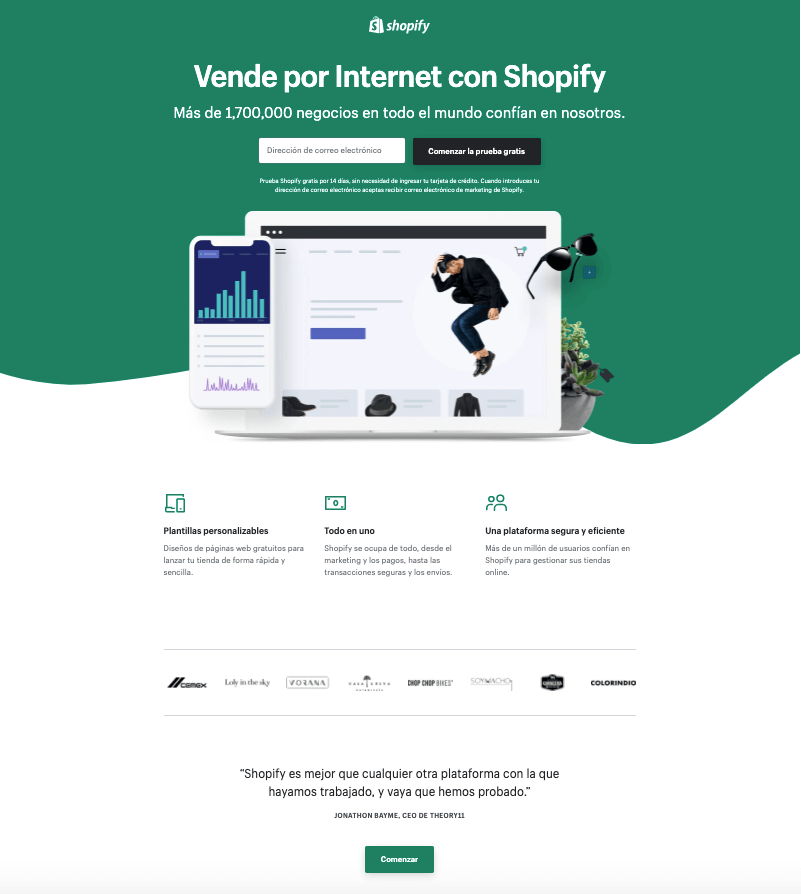 shopify
Vende por Internet con Shopify
Más de 1,700,000 negocios en todo el mundo confían en nosotros.
Dirección de correo electrónico
Comenzar la prueba gratis
Prueba Shopify gratis por 14 días, sin necesidad de ingresar tu tarjeta de crédito. Cuando introduces tu
dirección de correo electrónico aceptas recibir correo electrónico de marketing de Shopify.
Plantillas personalizables
Diseños de páginas web gratuitos para
lanzar tu tienda de forma rápida y
sencilla.
Todo en uno
Shopify se ocupa de todo, desde el
marketing y los pagos, hasta las
transacciones seguras y los envíos.
Una plataforma segura y eficiente
Más de un millón de usuarios confían en
Shopify para gestionar sus tiendas
online.
CEMEX
Loly in the sky
VORANA
CHOP CHOP BIKES
SOYMACHO
COLORINDIO
“Shopify es mejor que cualquier otra plataforma con la que
hayamos trabajado, y vaya que hemos probado.”
JONATHON BAYME, CEO DE THEORY11
Comenzar